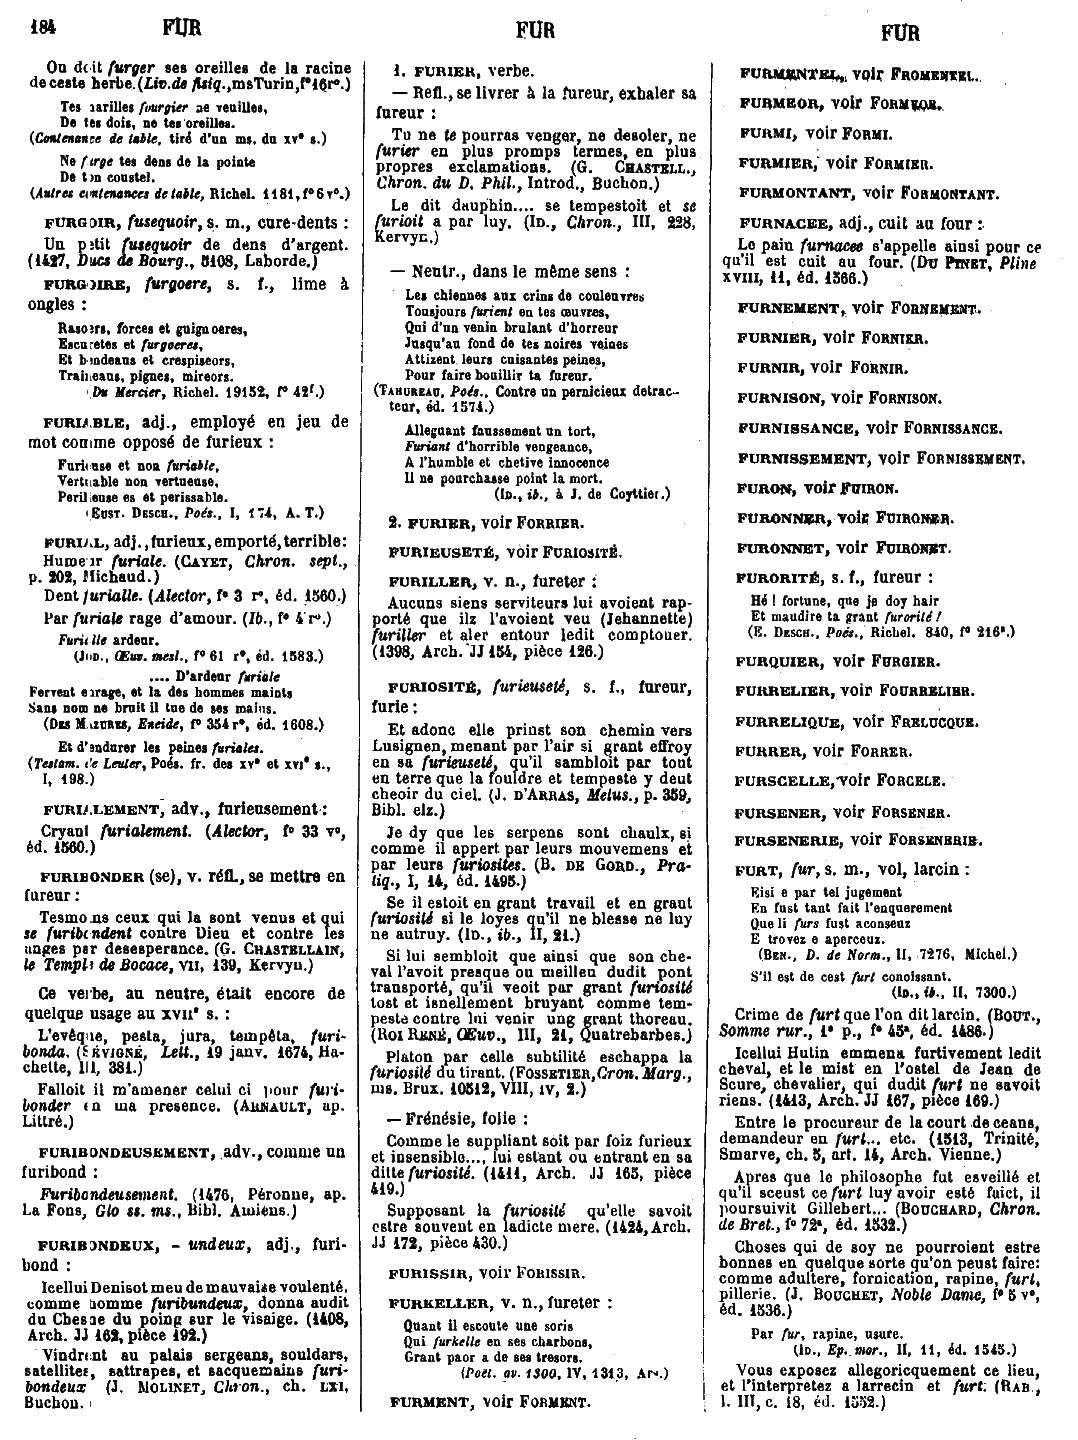 184 FUR FUR FUR
On doit furger ses oreilles de la racine
de ceste herbe. (Liv. de fisiq., ms Turin, f° 16 r°.)
Tes narilles fourgier ne veuilles,
De tes dois, ne tes oreilles.
(Contenance de table, tiré d'un ms. du xv° s.)
Ne furge tes dens de la pointe
De ton coustel.
(Autres contenances de table, Richel. 1181, f° 6 v°.)
FURGOIR, fusequoir, s. m., cure-dents :
Un petit fusequoir de dens d'argent.
(1427, Ducs de Bourg., 5108, Laborde.)
FURGOIRE, furgoere, s. f., lime à
ongles :
Rasoers, forces et guignoeres,
Escuretes et furgoeres,
Et bendeaus et crespiseors,
Traineaus, pignes, mireors.
(Du Mercier, Richel. 19152, f° 42f.)
FURIABLE, adj., employé en jeu de
mot comme opposé de furieux :
Furieuse et non furiable,
Vertuable non vertueuse,
Perilleuse es et perissable.
(EUST. DESCH., Poés., I, 174, A. T.)
FURIAL, adj., furieux, emporté, terrible:
Humeur furiale. (CAYET, Chron. sept.,
p. 202, Michaud.)
Dent furialle. (Alector, f° 3 r°, éd. 1560.)
Par furiale rage d'amour. (Ib., f° 4 r°.)
Furialle ardeur.
(JOD., Œuv. mesl., f° 61 r°, éd. 1583.)
.... D'ardeur furiale
Fervent enrage, et la des hommes maints
Sans nom ne bruit il tue de ses mains.
(DES MAZURES, Eneide, f° 354 r°, éd. 1608.)
Et d'endurer les peines furiales.
(Testam. de Leuter, Poés. fr. des xv° et xvi° s.,
I, 198.)
FURIALEMENT, adv., furieusement :
Cryant furialement. (Alector, f° 33 v°,
éd. 1560.)
FURIBONDER (se), v. réfl., se mettre en
fureur :
Tesmoins ceux qui la sont venus et qui
se furibondent contre Dieu et contre les
anges par desesperance. (G. CHASTELLAIN,
le Temple de Bocace, VII, 139, Kervyn.)
Ce verbe, au neutre, était encore de
quelque usage au XVII° s. :
L'evêque, pesta, jura, tempêta, furi-
bonda. (SÉVIGNÉ, Lett., 19 janv. 1674, Ha-
chette, III, 381.)
Falloit il m'amener celui ci pour furi-
bonder en ma presence. (ARNAULT, ap.
Littré.)
FURIBONDEUSEMENT, adv., comme un
furibond :
Furibondeusement. (1476, Péronne, ap.
La Fons, Gloss. ms., Bibl. Amiens.)
FURIBONDEUX, - undeux, adj., furi-
bond :
Icellui Denisot meu de mauvaise voulenté,
comme homme furibundeux, donna audit
du Chesne du poing sur le visaige. (1408,
Arch. JJ 162, pièce 192.)
Vindrent au palais sergeans, souldars,
satellites, sattrapes, et sacquemains furi-
bondeux (J. MOLINET, Chron., ch. LXI,
Buchon.)
1. FURIER, verbe.
— Refl., se livrer à la fureur, exhaler sa
fureur :
Tu ne te pourras venger, ne desoler, ne
furier en plus promps termes, en plus
propres exclamations. (G. CHASTELL.,
Chron. du D. Phil., Introd., Buchon.)
Le dit dauphin.... se tempestoit et se
furioit a par luy. (ID., Chron., III, 228,
Kervyn.)
— Neutr., dans le même sens :
Les chiennes aux crins de couleuvres
Tousjours furient en tes œuvres,
Qui d'un venin brulant d'horreur
Jusqu'au fond de tes noires veines
Attizent leurs cuisantes peines,
Pour faire bouillir ta fureur.
(TAHUREAU, Poés., Contre un pernicieux detrac-
teur, éd. 1574.)
Alleguant faussement un tort,
Furiant d'horrible vengeance,
A l'humble et chetive innocence
Il ne pourchasse point la mort.
(ID., ib., à J. de Coyttier.)
2. FURIER, voir FORRIER.
FURIEUSETÉ, voir FURIOSITÉ.
FURILLER, v. n., fureter :
Aucuns siens serviteurs lui avoient rap-
porté que ilz l'avoient veu (Jehannette)
furiller et aler entour ledit comptouer.
(1398, Arch. JJ 154, pièce 126.)
FURIOSITÉ, furieuseté, s. f., fureur,
furie :
Et adonc elle prinst son chemin vers
Lusignen, menant par l'air si grant effroy
en sa furieuseté, qu'il sambloit par tout
en terre que la fouldre et tempeste y deut
cheoir du ciel. (J. D'ARRAS, Melus., p. 359,
Bibl. elz.)
Je dy que les serpens sont chaulx, si
comme il appert par leurs mouvemens et
par leurs furiosites. (B. DE GORD., Pra-
tiq., I, 14, éd. 1495.)
Se il estoit en grant travail et en grant
furiosité si le loyes qu'il ne blesse ne luy
ne autruy. (ID., ib., II, 21.)
Si lui sembloit que ainsi que son che-
val l'avoit presque ou meilleu dudit pont
transporté, qu'il veoit par grant furiosité
tost et isnellement bruyant comme tem-
peste contre lui venir ung grant thoreau.
(ROI RENÉ, Œuv., III, 21, Quatrebarbes.)
Platon par celle subtilité eschappa la
furiosité du tirant. (FOSSETIER, Cron. Marg.,
ms. Brux. 10512, VIII, IV, 2.)
— Frénésie, folie :
Comme le suppliant soit par foiz furieux
et insensible..., lui estant ou entrant en sa
ditte furiosité. (1411, Arch. JJ 165, pièce
419.)
Supposant la furiosité qu'elle savoit
estre souvent en ladicte mere. (1424, Arch.
JJ 172, pièce 430.)
FURISSIR, voir FORISSIR.
FURKELLER, v. n., fureter :
Quant il escoute une soris
Qui furkelle en ses charbons,
Grant paor a de ses tresors.
(Poet. av. 1300, IV, 1313, Ars.)
FURMENT, voir FORMENT.
FURMENTEL, voir FROMENTEL.
FURMEOR, voir FORMEOR.
FURMI, voir FORMI.
FURMIER, voir FORMIER.
FURMONTANT, voir FORMONTANT.
FURNACEE, adj., cuit au four :
Le pain furnacee s'appelle ainsi pour ce
qu'il est cuit au four. (DU PINET, Pline
XVIII, 11, éd. 1566.)
FURNEMENT, voir FORNEMENT.
FURNIER, voir FORNIER.
FURNIR, voir FORNIR.
FURNISON, voir FORNISON.
FURNISSANCE, voir FORNISSANCE.
FURNISSEMENT, voir FORNISSEMENT.
FURON, voir FUIRON.
FURONNER, voir FUIRONER.
FURONNET, voir FUIRONET.
FURORITÉ, s. f., fureur :
Hé ! fortune, que je doy hair
Et maudire ta grant furorité !
(E. DESCH., Poés., Richel. 840, f° 216ª.)
FURQUIER, voir FURGIER.
FURRELIER, voir FOURRELIER.
FURRELIQUE, voir FRELUCQUE.
FURRER, voir FORRER.
FURSCELLE, voir FORCELE.
FURSENER, voir FORSENER.
FURSENERIE, voir FORSENERIE.
FURT, fur, s. m., vol, larcin :
Eisi e par tel jugement
En fust tant fait l'enquerement
Que li furs fust aconseuz
E trovez e aperceuz.
(BEN., D. de Norm., II, 7276, Michel.)
S'il est de cest furt conoissant.
(ID., ib., II, 7300.)
Crime de furt que l'on dit larcin. (BOUT.,
Somme rur., 1° p., f° 45ª, éd. 1486.)
Icellui Hutin emmena furtivement ledit
cheval, et le mist en l'ostel de Jean de
Scure, chevalier, qui dudit furt ne savoit
riens. (1413, Arch. JJ 167, pièce 169.)
Entre le procureur de la court de ceans,
demandeur en furt... etc. (1513, Trinité,
Smarve, ch. 5, art. 14, Arch. Vienne.)
Apres que le philosophe fut esveillé et
qu'il sceust ce furt luy avoir esté faict, il
poursuivit Gillebert... (BOUCHARD, Chron.
de Bret., f° 72ª, éd. 1532.)
Choses qui de soy ne pourroient estre
bonnes en quelque sorte qu'on peust faire:
comme adultere, fornication, rapine, furt,
pillerie. (J. BOUCHET, Noble Dame, f° 5 v°,
éd. 1536.)
Par fur, rapine, usure.
(ID., Ep. mor., II, 11, éd. 1545.)
Vous exposez allegoricquement ce lieu,
et l'interpretez a larrecin et furt. (RAB.,
l. III, c. 18, éd. 1552.)